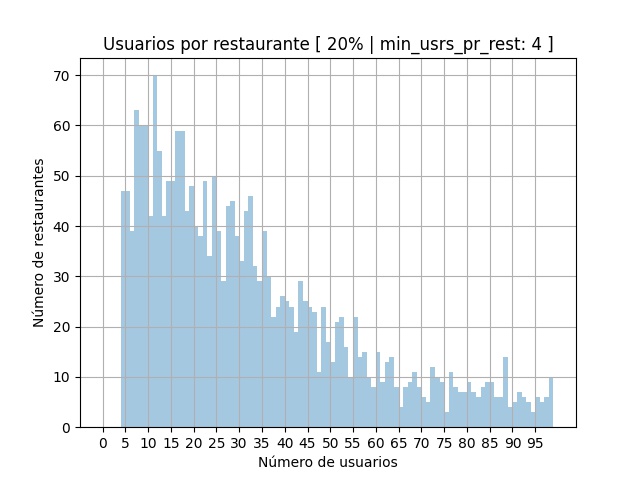 Usuarios por restaurante [ 20% | min_usrs_pr_rest: 4 ]
Número de restaurantes
70
60
50
40
30
20
10
0
0 5 10 15 20 25 30 35 40 45 50 55 60 65 70 75 80 85 90 95
Número de usuarios